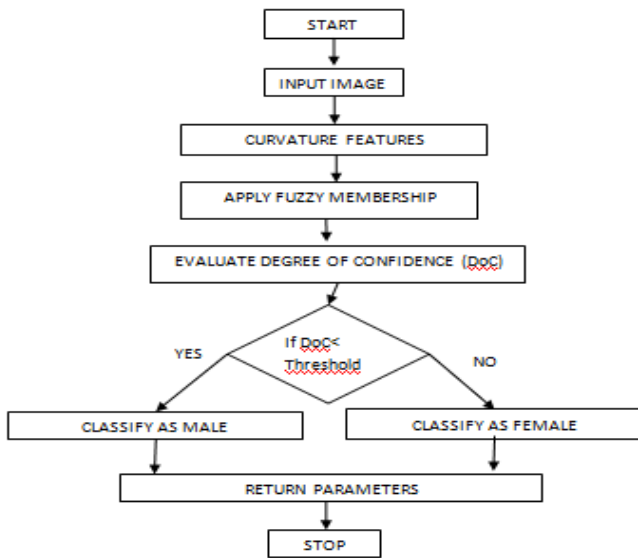 START
INPUT IMAGE
CURVATURE FEATURES
APPLY FUZZY MEMBERSHIP
EVALUATE DEGREE OF CONFIDENCE (DoC)
If DoC<
Threshold
YES
NO
CLASSIFY AS MALE
CLASSIFY AS FEMALE
RETURN PARAMETERS
STOP